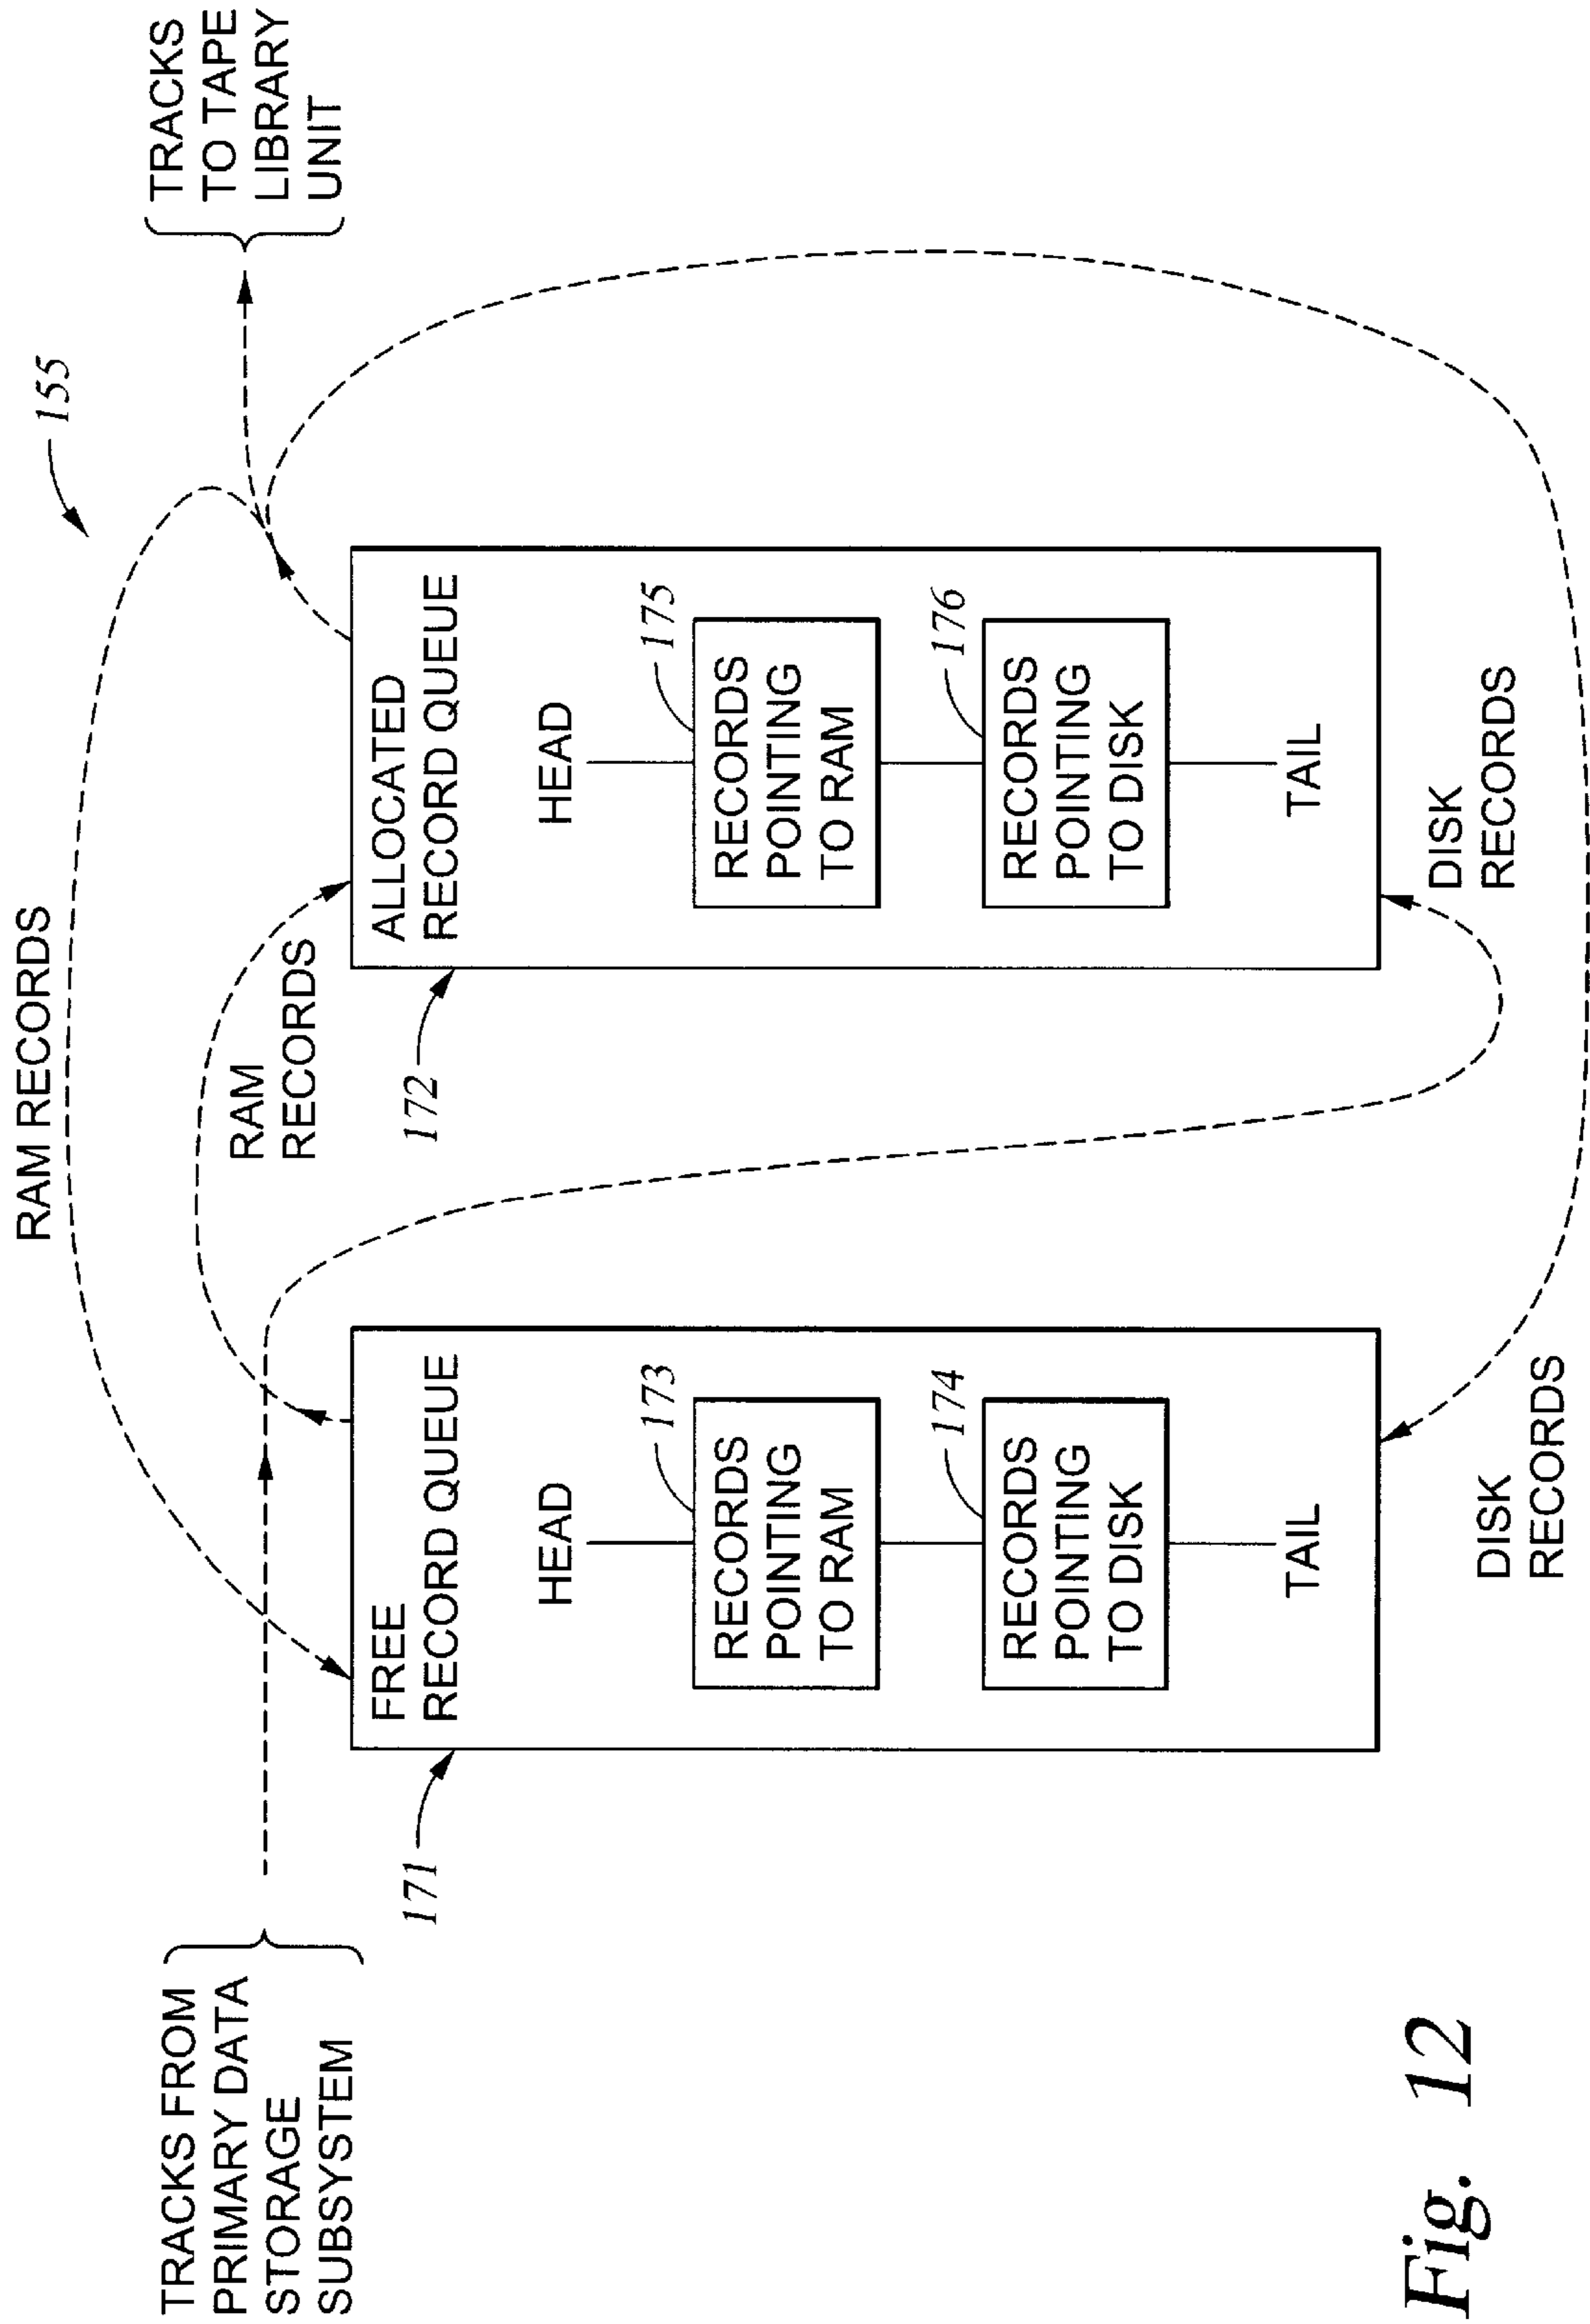 155
RAM RECORDS
TRACKS FROM
PRIMARY DATA
STORAGE
SUBSYSTEM
RAM
RECORDS
TRACKS
TO TAPE
LIBRARY
UNIT
171
FREE
RECORD QUEUE
HEAD
173
RECORDS
POINTING
TO RAM
174
RECORDS
POINTING
TO DISK
TAIL
DISK
RECORDS
172
ALLOCATED
RECORD QUEUE
HEAD
175
RECORDS
POINTING
TO RAM
176
RECORDS
POINTING
TO DISK
TAIL
DISK
RECORDS
Fig. 12